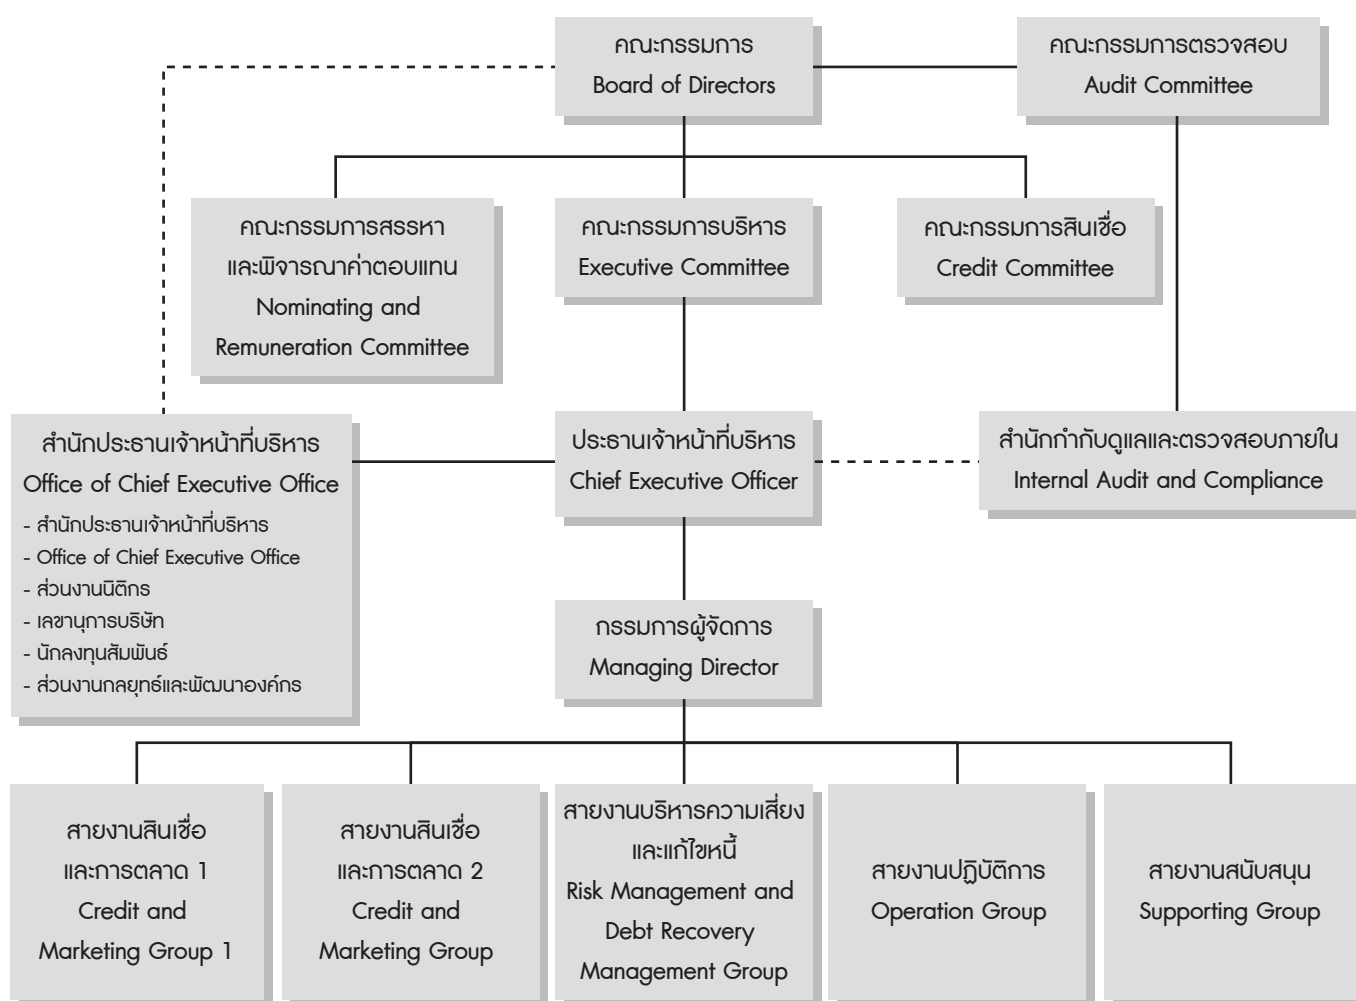 คณะกรรมการ
Board of Directors
คณะกรรมการตรวจสอบ
Audit Committee
คณะกรรมการสรรหา
และพิจารณาค่าตอบแทน
Nominating and
Remuneration Committee
คณะกรรมการบริหาร
Executive Committee
คณะกรรมการสินเชื่อ
Credit Committee
สำนักประธานเจ้าหน้าที่บริหาร
Office of Chief Executive Office
- สำนักประธานเจ้าหน้าที่บริหาร
- Office of Chief Executive Office
- ส่วนงานนิติกร
- เลขานุการบริษัท
- นักลงทุนสัมพันธ์
- ส่วนงานกลยุทธ์และพัฒนาองค์กร
ประธานเจ้าหน้าที่บริหาร
Chief Executive Officer
สำนักกำกับดูแลและตรวจสอบภายใน
Internal Audit and Compliance
กรรมการผู้จัดการ
Managing Director
สายงานสินเชื่อ
และการตลาด 1
Credit and
Marketing Group 1
สายงานสินเชื่อ
และการตลาด 2
Credit and
Marketing Group
สายงานบริหารความเสี่ยง
และแก้ไขหนี้
Risk Management and
Debt Recovery
Management Group
สายงานปฏิบัติการ
Operation Group
สายงานสนับสนุน
Supporting Group